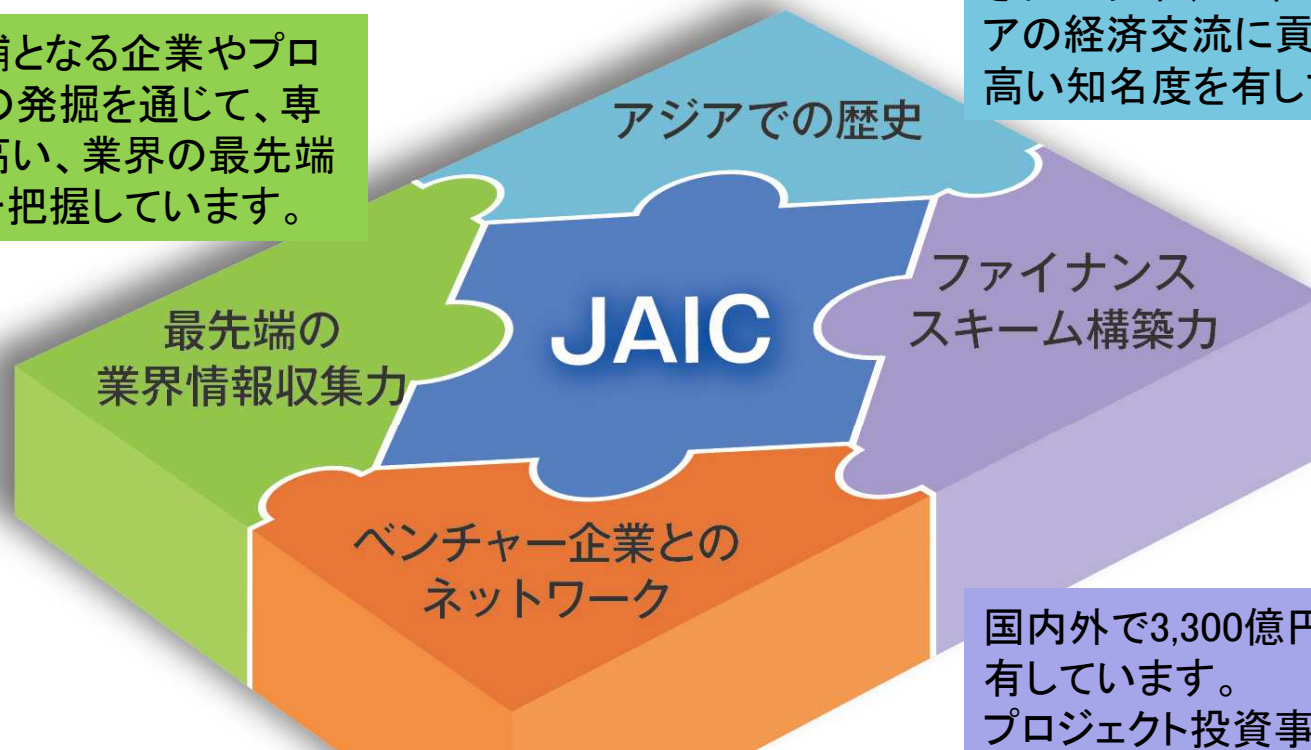 補となる企業やプロ
の発掘を通じて、専
高い、業界の最先端
を把握しています。
アの経済交流に貢
高い知名度を有して
アジアでの歴史
最先端の
業界情報収集力
JAIC
ファイナンス
スキーム構築力
ベンチャー企業との
ネットワーク
国内外で3,300億円
有しています。
プロジェクト投資事